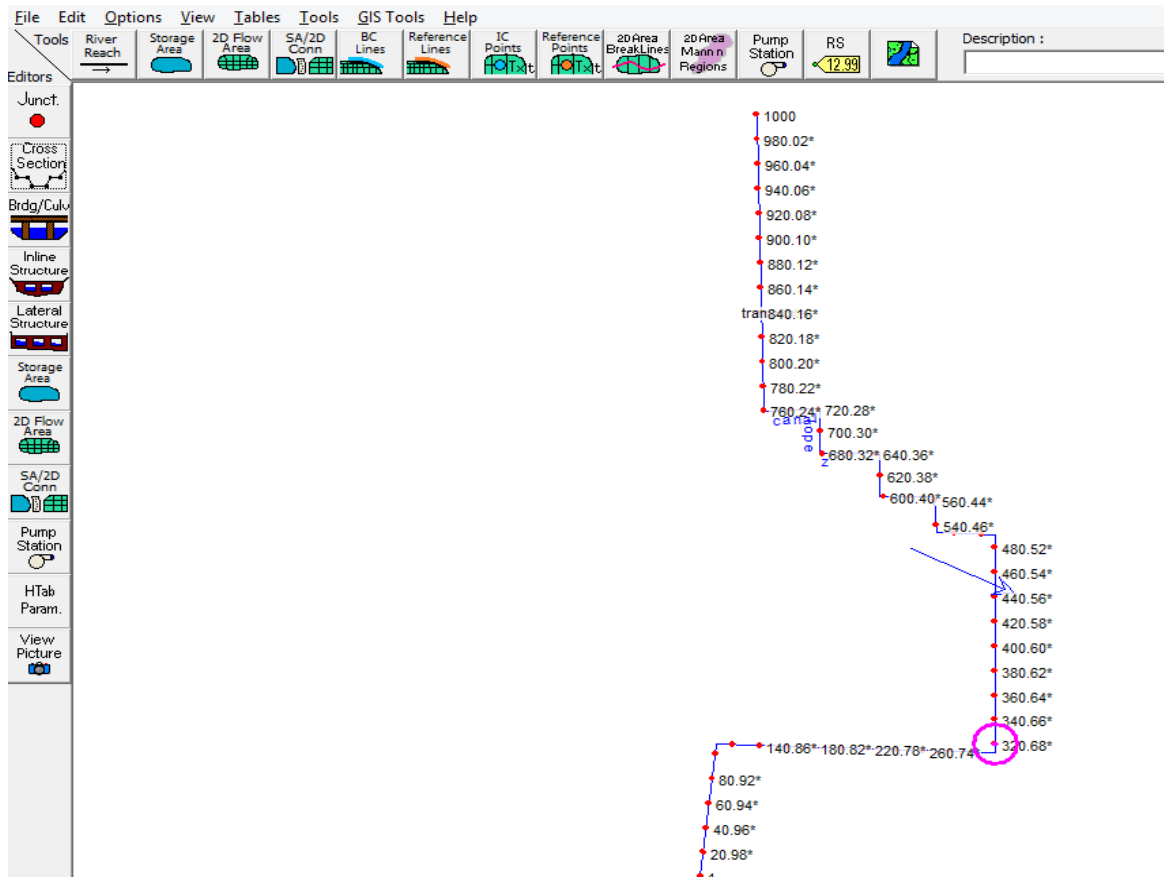 File Edit Options View Tables Tools GIS Tools Help
Tools
Editors
River
Reach
Storage
Area
2D Flow
Area
SA/2D
Conn
BC
Lines
Reference
Lines
IC
Points
Reference
Points
2D Area
BreakLines
2D Area
Mann n
Regions
Pump
Station
RS
12.99
Description :
Junct.
Cross
Section
Brdg/Culv
Inline
Structure
Lateral
Structure
Storage
Area
2D Flow
Area
SA/2D
Conn
Pump
Station
HTab
Param.
View
Picture
1000
980.02*
960.04*
940.06*
920.08*
900.10*
880.12*
860.14*
tran840.16*
820.18*
800.20*
780.22*
760.24* 720.28*
canal
lope
z
700.30*
680.32* 640.36*
620.38*
600.40* 560.44*
540.46*
480.52*
460.54*
440.56*
420.58*
400.60*
380.62*
360.64*
340.66*
320.68*
140.86* 180.82* 220.78* 260.74*
80.92*
60.94*
40.96*
20.98*